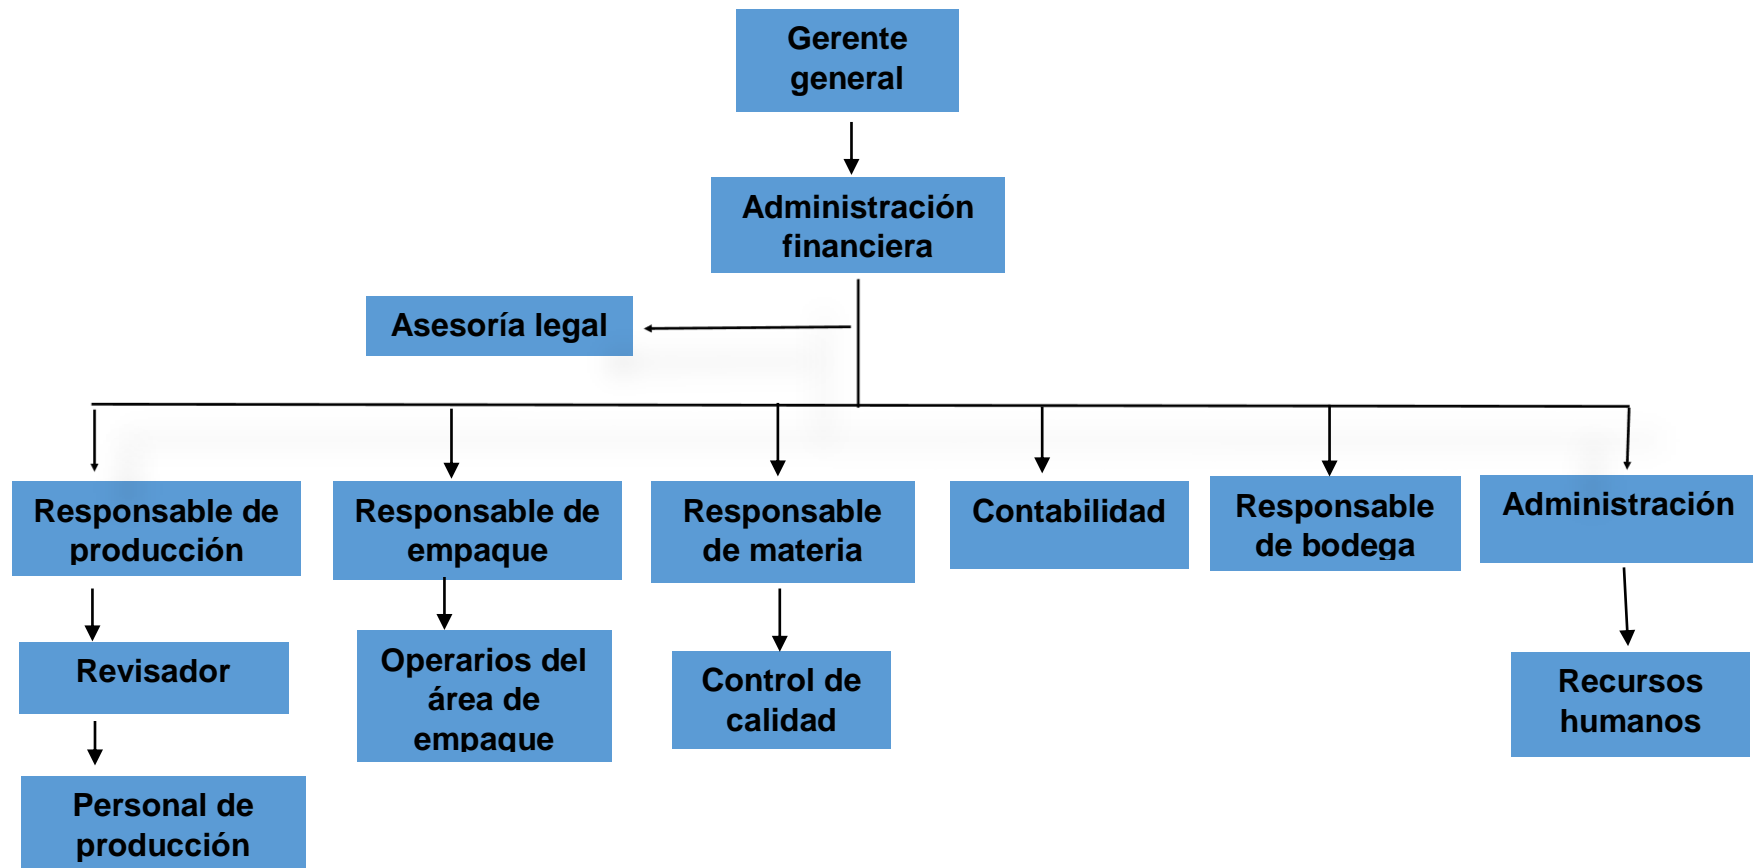 Gerente
general
Administración
financiera
Asesoría legal
Responsable de
producción
Responsable de
empaque
Responsable
de materia
Contabilidad
Responsable
de bodega
Administración
Revisador
Operarios del
área de
empaque
Control de
calidad
Recursos
humanos
Personal de
producción